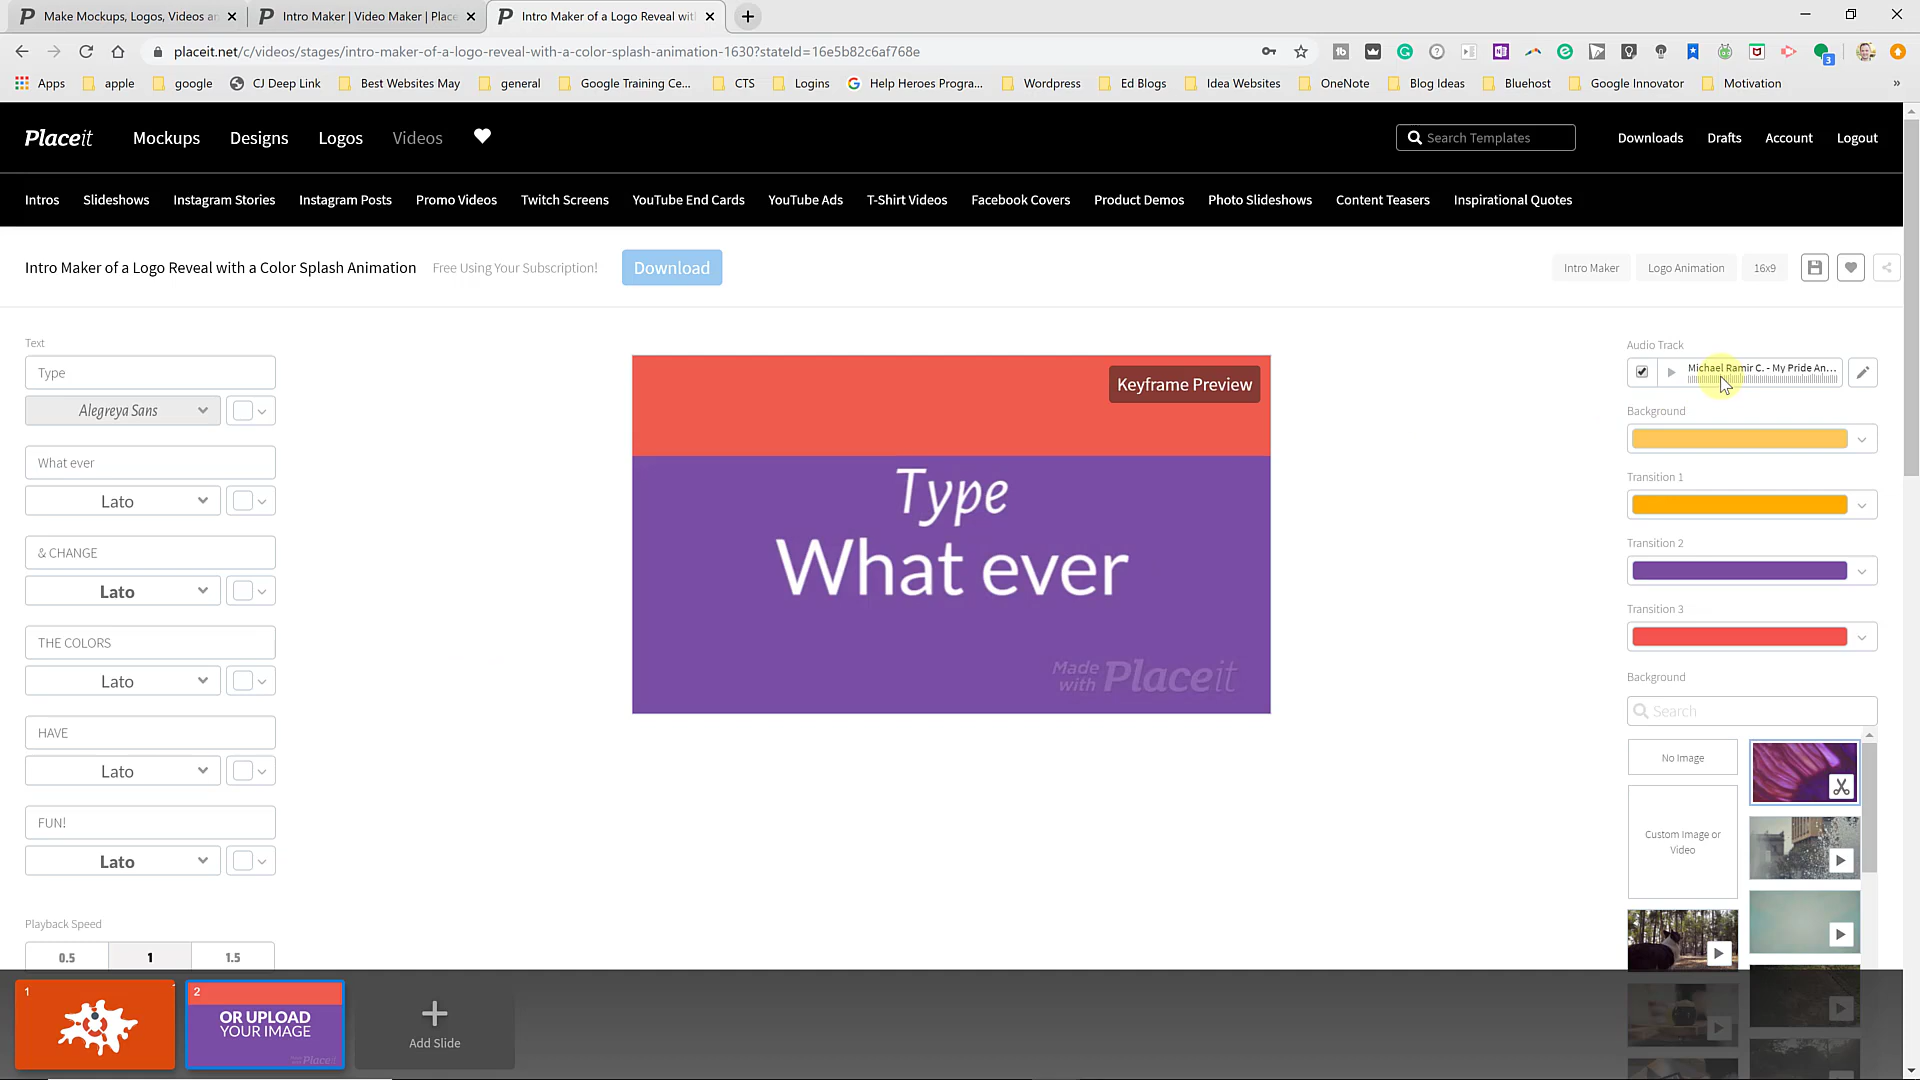 Make Mockups, Logos, Videos an
Intro Maker | Video Maker | Place
Intro Maker of a Logo Reveal with
placeit.net/c/videos/stages/intro-maker-of-a-logo-reveal-with-a-color-splash-animation-1630?stateId=16e5b82c6af768e
3
Apps
apple
google
CJ Deep Link
Best Websites May
general
Google Training Ce...
CTS
Logins
Help Heroes Progra...
Wordpress
Ed Blogs
Idea Websites
OneNote
Blog Ideas
Bluehost
Google Innovator
Motivation
»
Placeit
Mockups
Designs
Logos
Videos
Search Templates
Downloads
Drafts
Account
Logout
Intros
Slideshows
Instagram Stories
Instagram Posts
Promo Videos
Twitch Screens
YouTube End Cards
YouTube Ads
T-Shirt Videos
Facebook Covers
Product Demos
Photo Slideshows
Content Teasers
Inspirational Quotes
Intro Maker of a Logo Reveal with a Color Splash Animation
Free Using Your Subscription!
Download
Intro Maker
Logo Animation
16x9
Text
Type
Alegreya Sans
What ever
Lato
& CHANGE
Lato
THE COLORS
Lato
HAVE
Lato
FUN!
Lato
Playback Speed
0.5
1
1.5
Keyframe Preview
Type
What ever
Made with Placeit
Audio Track
Michael Ramir C. - My Pride An...
Background
Transition 1
Transition 2
Transition 3
Background
Search
No Image
Custom Image or
Video
1
2
OR UPLOAD
YOUR IMAGE
Placeit
Add Slide